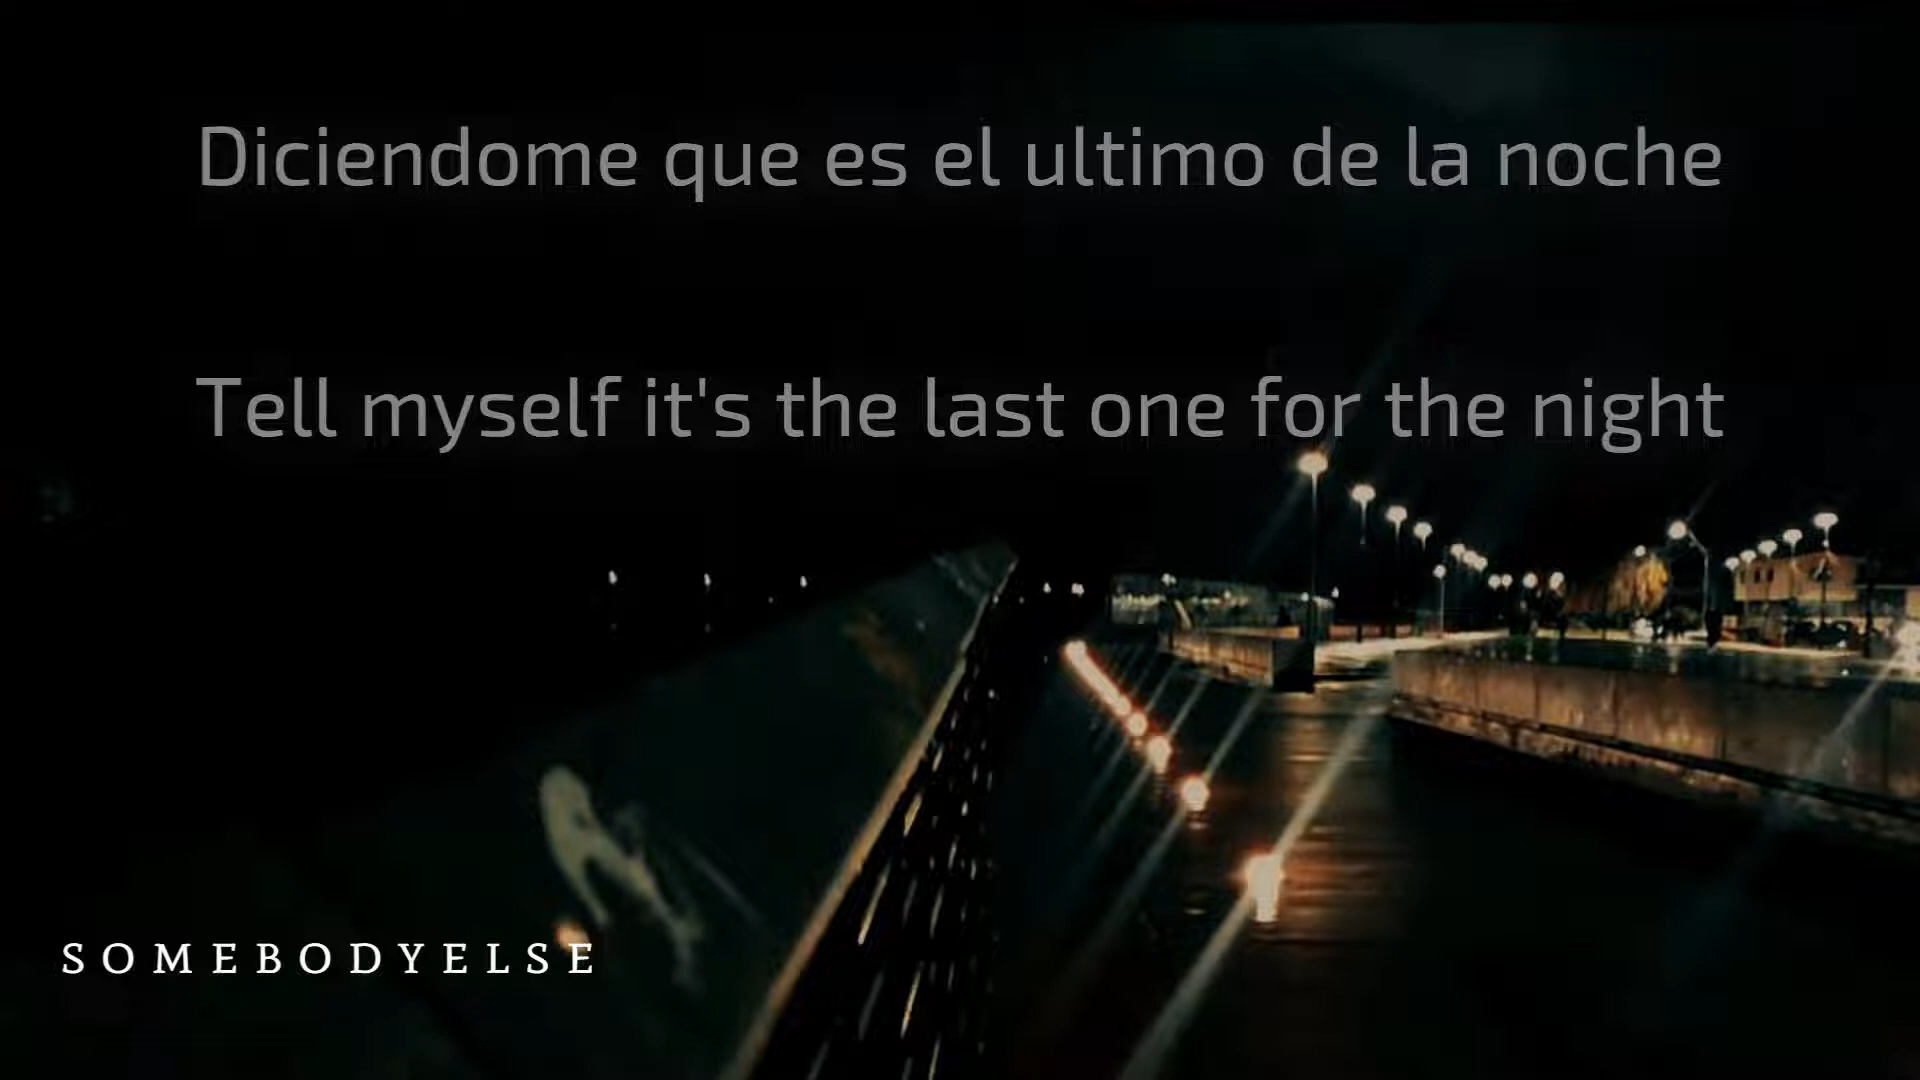 Diciendome que es el ultimo de la noche
Tell myself it's the last one for the night
SOMEBODYELSE